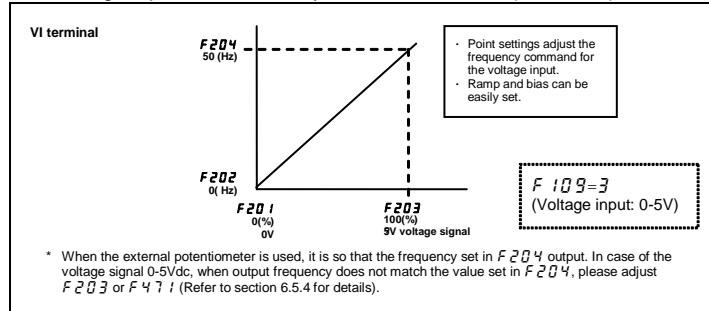 VI terminal
F204
50 (Hz)
· Point settings adjust the
frequency command for
the voltage input.
· Ramp and bias can be
easily set.
F202
0( Hz)
F201
0(%)
0V
F203
100(%)
5V voltage signal
F109=3
(Voltage input: 0-5V)
* When the external potentiometer is used, it is so that the frequency set in F204 output. In case of the
voltage signal 0-5Vdc, when output frequency does not match the value set in F204, please adjust
F203 or F471 (Refer to section 6.5.4 for details).